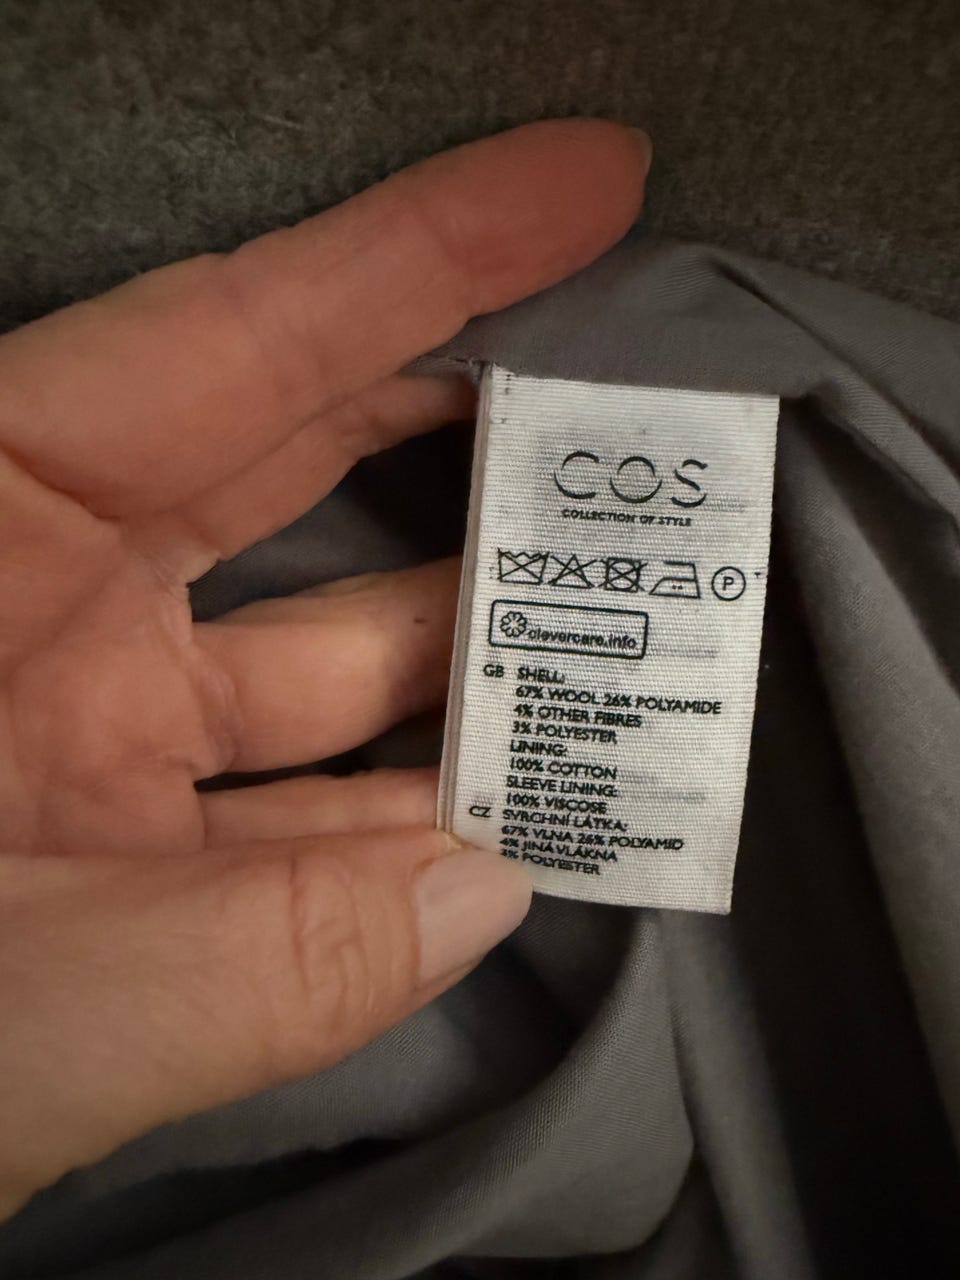 COS
COLLECTION OF STYLE
P
clevercare.info
GB SHELL:
67% WOOL 26% POLYAMIDE
4% OTHER FIBRES
3% POLYESTER
LINING:
100% COTTON
SLEEVE LINING:
100% VISCOSE
CZ SVRCHNÍ LÁTKA:
67% VLNA 26% POLYAMID
4% JINÁ VLÁKNA
3% POLYESTER